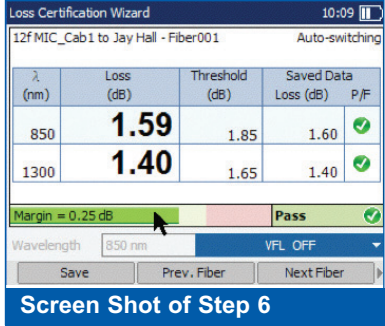 Loss Certification Wizard 10:09
12f MIC_Cab1 to Jay Hall - Fiber001 Auto-switching
λ Loss Threshold Saved Data
(nm) (dB) (dB) Loss (dB) P/F
850 1.59 1.85 1.60
1300 1.40 1.65 1.40
Margin = 0.25 dB Pass
Wavelength 850 nm VFL OFF
Save Prev. Fiber Next Fiber
Screen Shot of Step 6